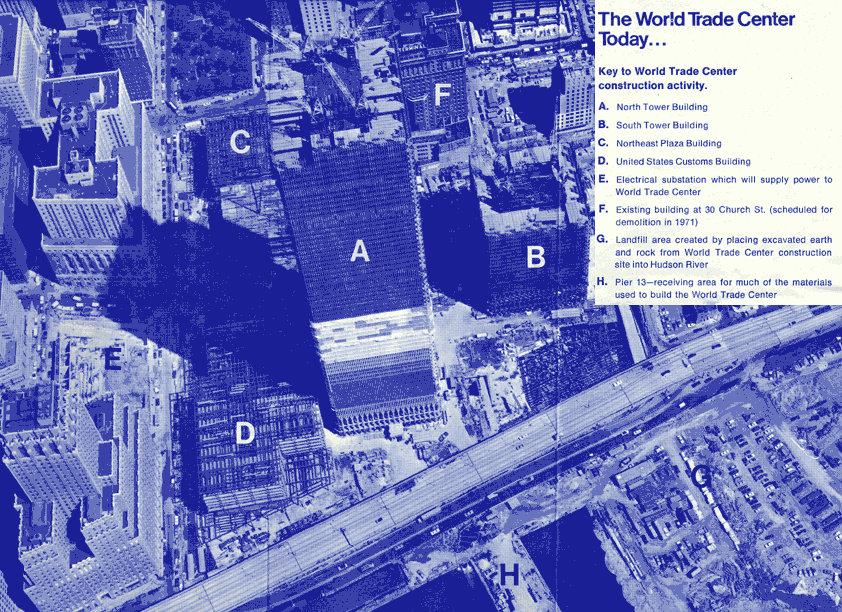 The World Trade Center
Today...
Key to World Trade Center
construction activity.
A. North Tower Building
B. South Tower Building
C. Northeast Plaza Building
D. United States Customs Building
E. Electrical substation which will supply power to
World Trade Center
F. Existing building at 30 Church St. (scheduled for
demolition in 1971)
G. Landfill area created by placing excavated earth
and rock from World Trade Center construction
site into Hudson River
H. Pier 13—receiving area for much of the materials
used to build the World Trade Center
F
C
A
B
E
D
G
H